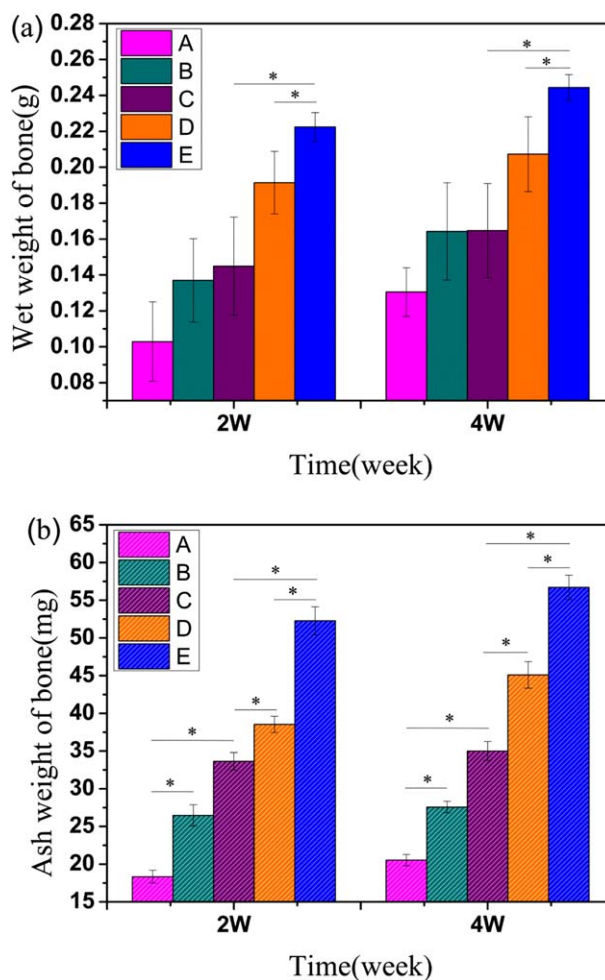 (a)
A
B
C
D
E
*
*
*
*
Wet weight of bone(g)
0.28
0.26
0.24
0.22
0.20
0.18
0.16
0.14
0.12
0.10
0.08
2W
4W
Time(week)
(b)
A
B
C
D
E
*
*
*
*
*
*
*
*
*
*
Ash weight of bone(mg)
65
60
55
50
45
40
35
30
25
20
15
2W
4W
Time(week)